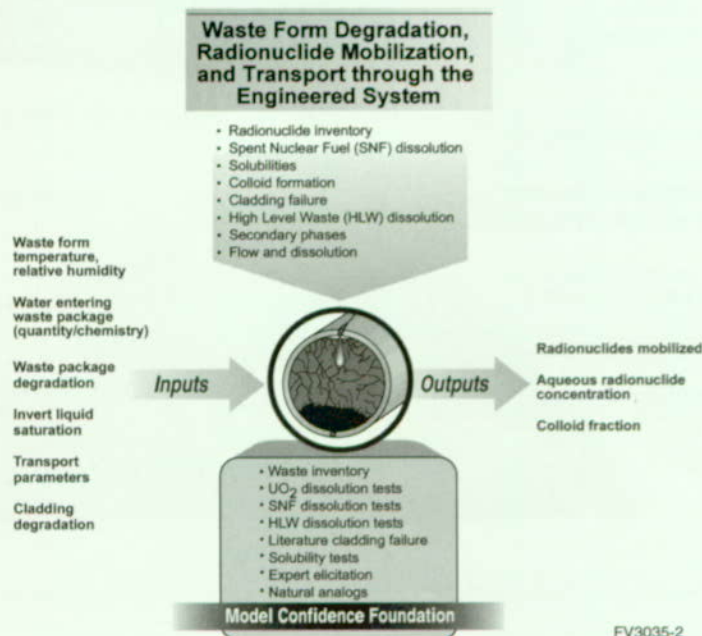 Waste Form Degradation,
Radionuclide Mobilization,
and Transport through the
Engineered System
• Radionuclide inventory
• Spent Nuclear Fuel (SNF) dissolution
• Solubilities
• Colloid formation
• Cladding failure
• High Level Waste (HLW) dissolution
• Secondary phases
• Flow and dissolution
Waste form
temperature,
relative humidity
Water entering
waste package
(quantity/chemistry)
Waste package
degradation
Invert liquid
saturation
Transport
parameters
Cladding
degradation
Inputs
Outputs
Radionuclides mobilized
Aqueous radionuclide
concentration
Colloid fraction
• Waste inventory
• UO2 dissolution tests
• SNF dissolution tests
• HLW dissolution tests
• Literature cladding failure
• Solubility tests
• Expert elicitation
• Natural analogs
Model Confidence Foundation
FV3035-2